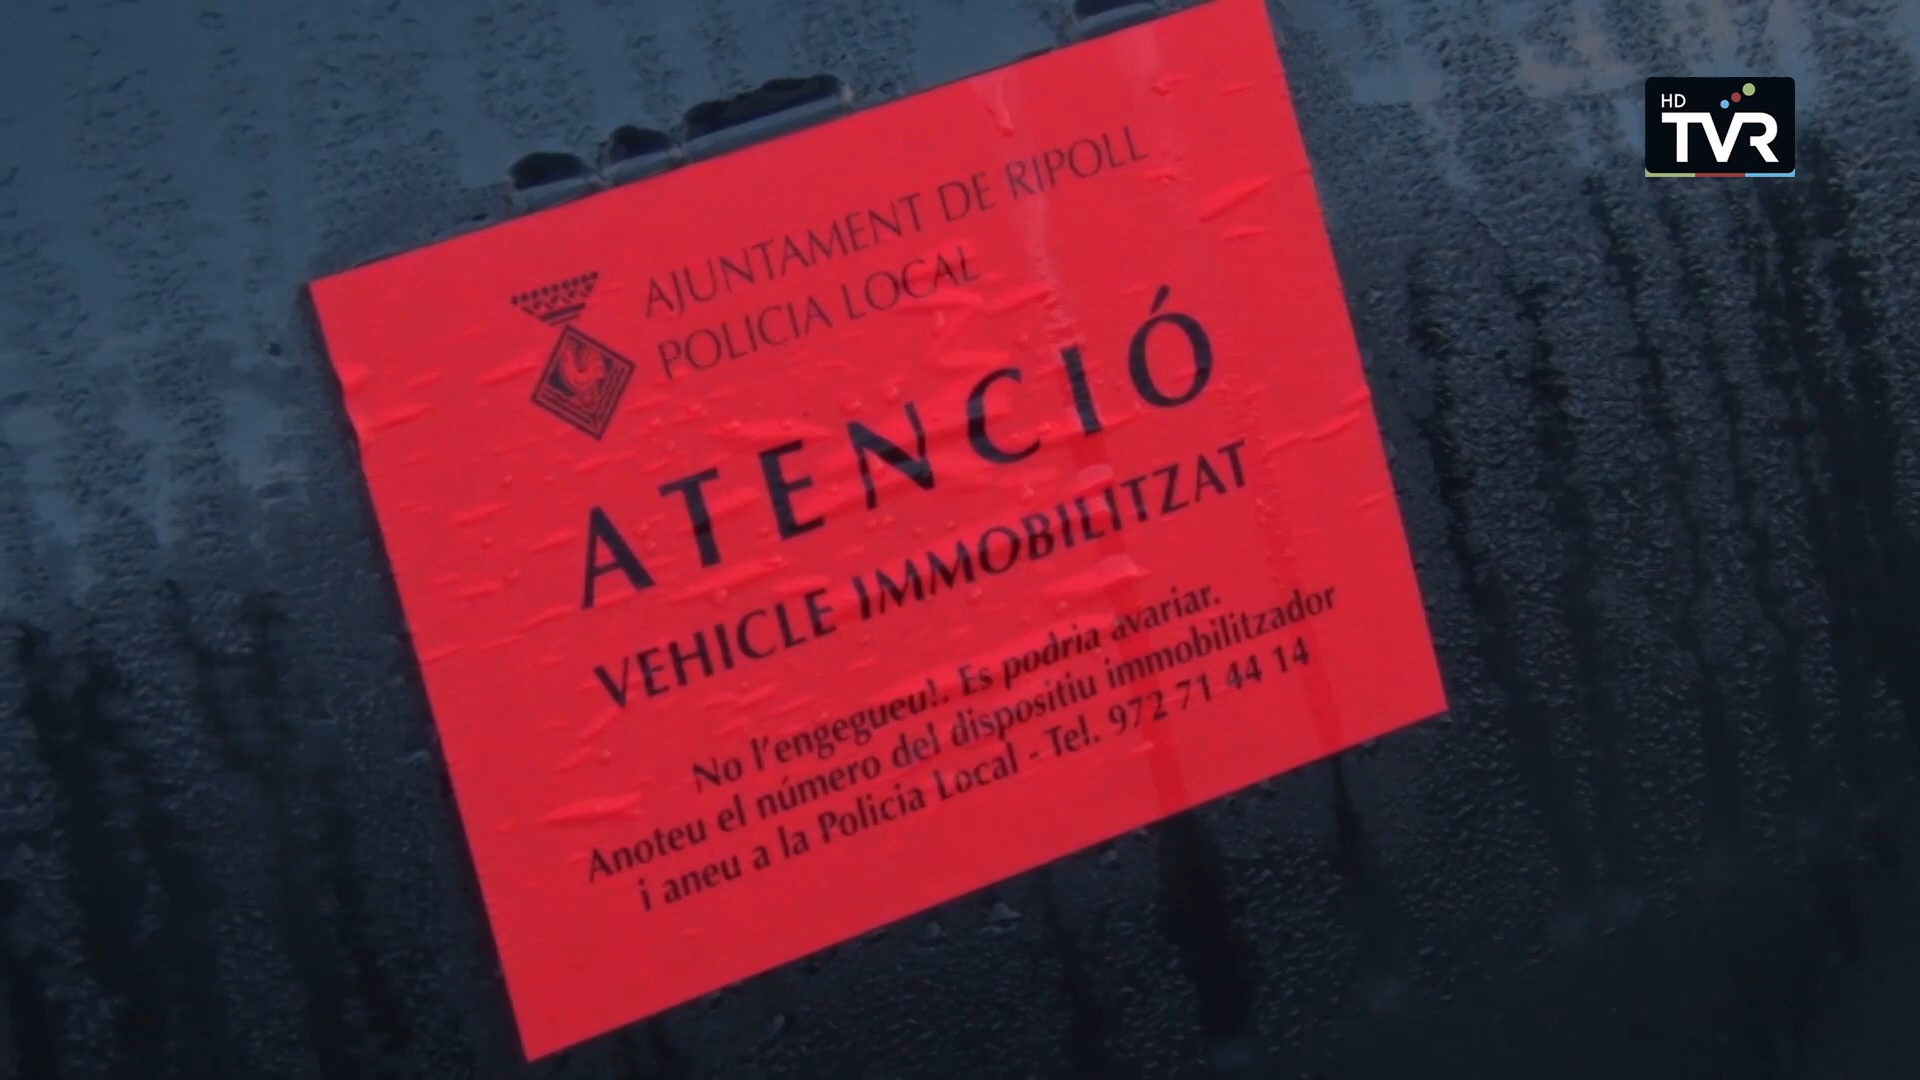 HD
TVR
AJUNTAMENT DE RIPOLL
POLICIA LOCAL
ATENCIÓ
VEHICLE IMMOBILITZAT
No l'engegueu!. Es podria avariar.
Anoteu el número del dispositiu immobilitzador
i aneu a la Policia Local - Tel. 972 71 44 14